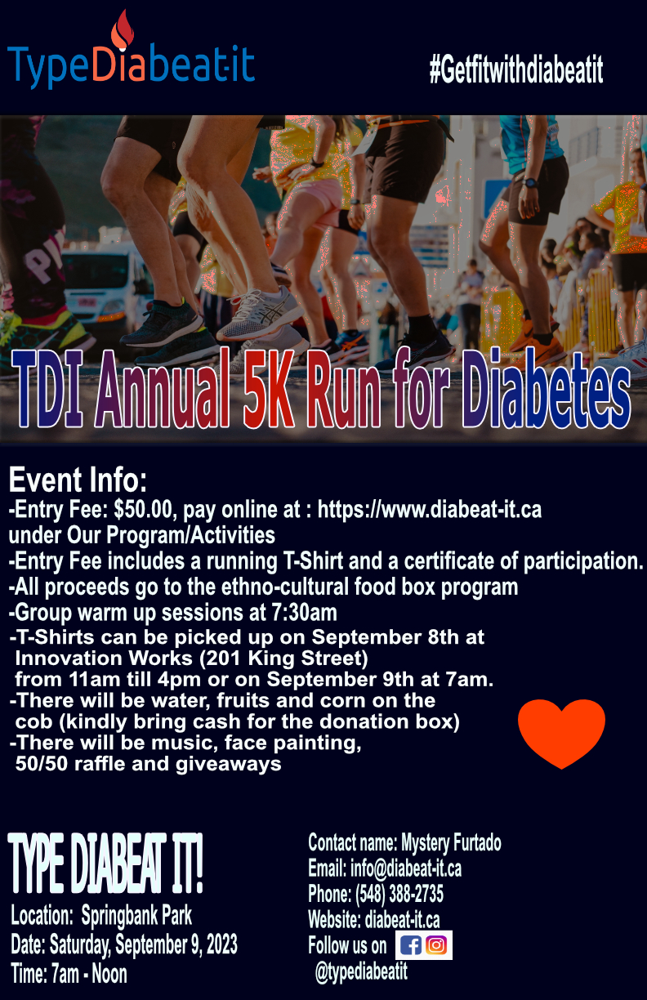 TypeDiabeat-it
#Getfitwithdiabeatit
TDI Annual 5K Run for Diabetes
Event Info:
-Entry Fee: $50.00, pay online at : https://www.diabeat-it.ca
under Our Program/Activities
-Entry Fee includes a running T-Shirt and a certificate of participation.
-All proceeds go to the ethno-cultural food box program
-Group warm up sessions at 7:30am
-T-Shirts can be picked up on September 8th at
Innovation Works (201 King Street)
from 11am till 4pm or on September 9th at 7am.
-There will be water, fruits and corn on the
cob (kindly bring cash for the donation box)
-There will be music, face painting,
50/50 raffle and giveaways
TYPE DIABEAT IT!
Location: Springbank Park
Date: Saturday, September 9, 2023
Time: 7am - Noon
Contact name: Mystery Furtado
Email: info@diabeat-it.ca
Phone: (548) 388-2735
Website: diabeat-it.ca
Follow us on
@typediabeatit